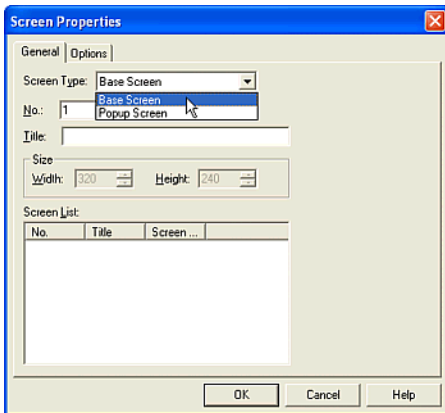 Screen Properties
General Options
Screen Type: Base Screen
Base Screen
Popup Screen
No.: 1
Title:
Size
Width: 320 Height: 240
Screen List:
No. Title Screen ...
OK Cancel Help